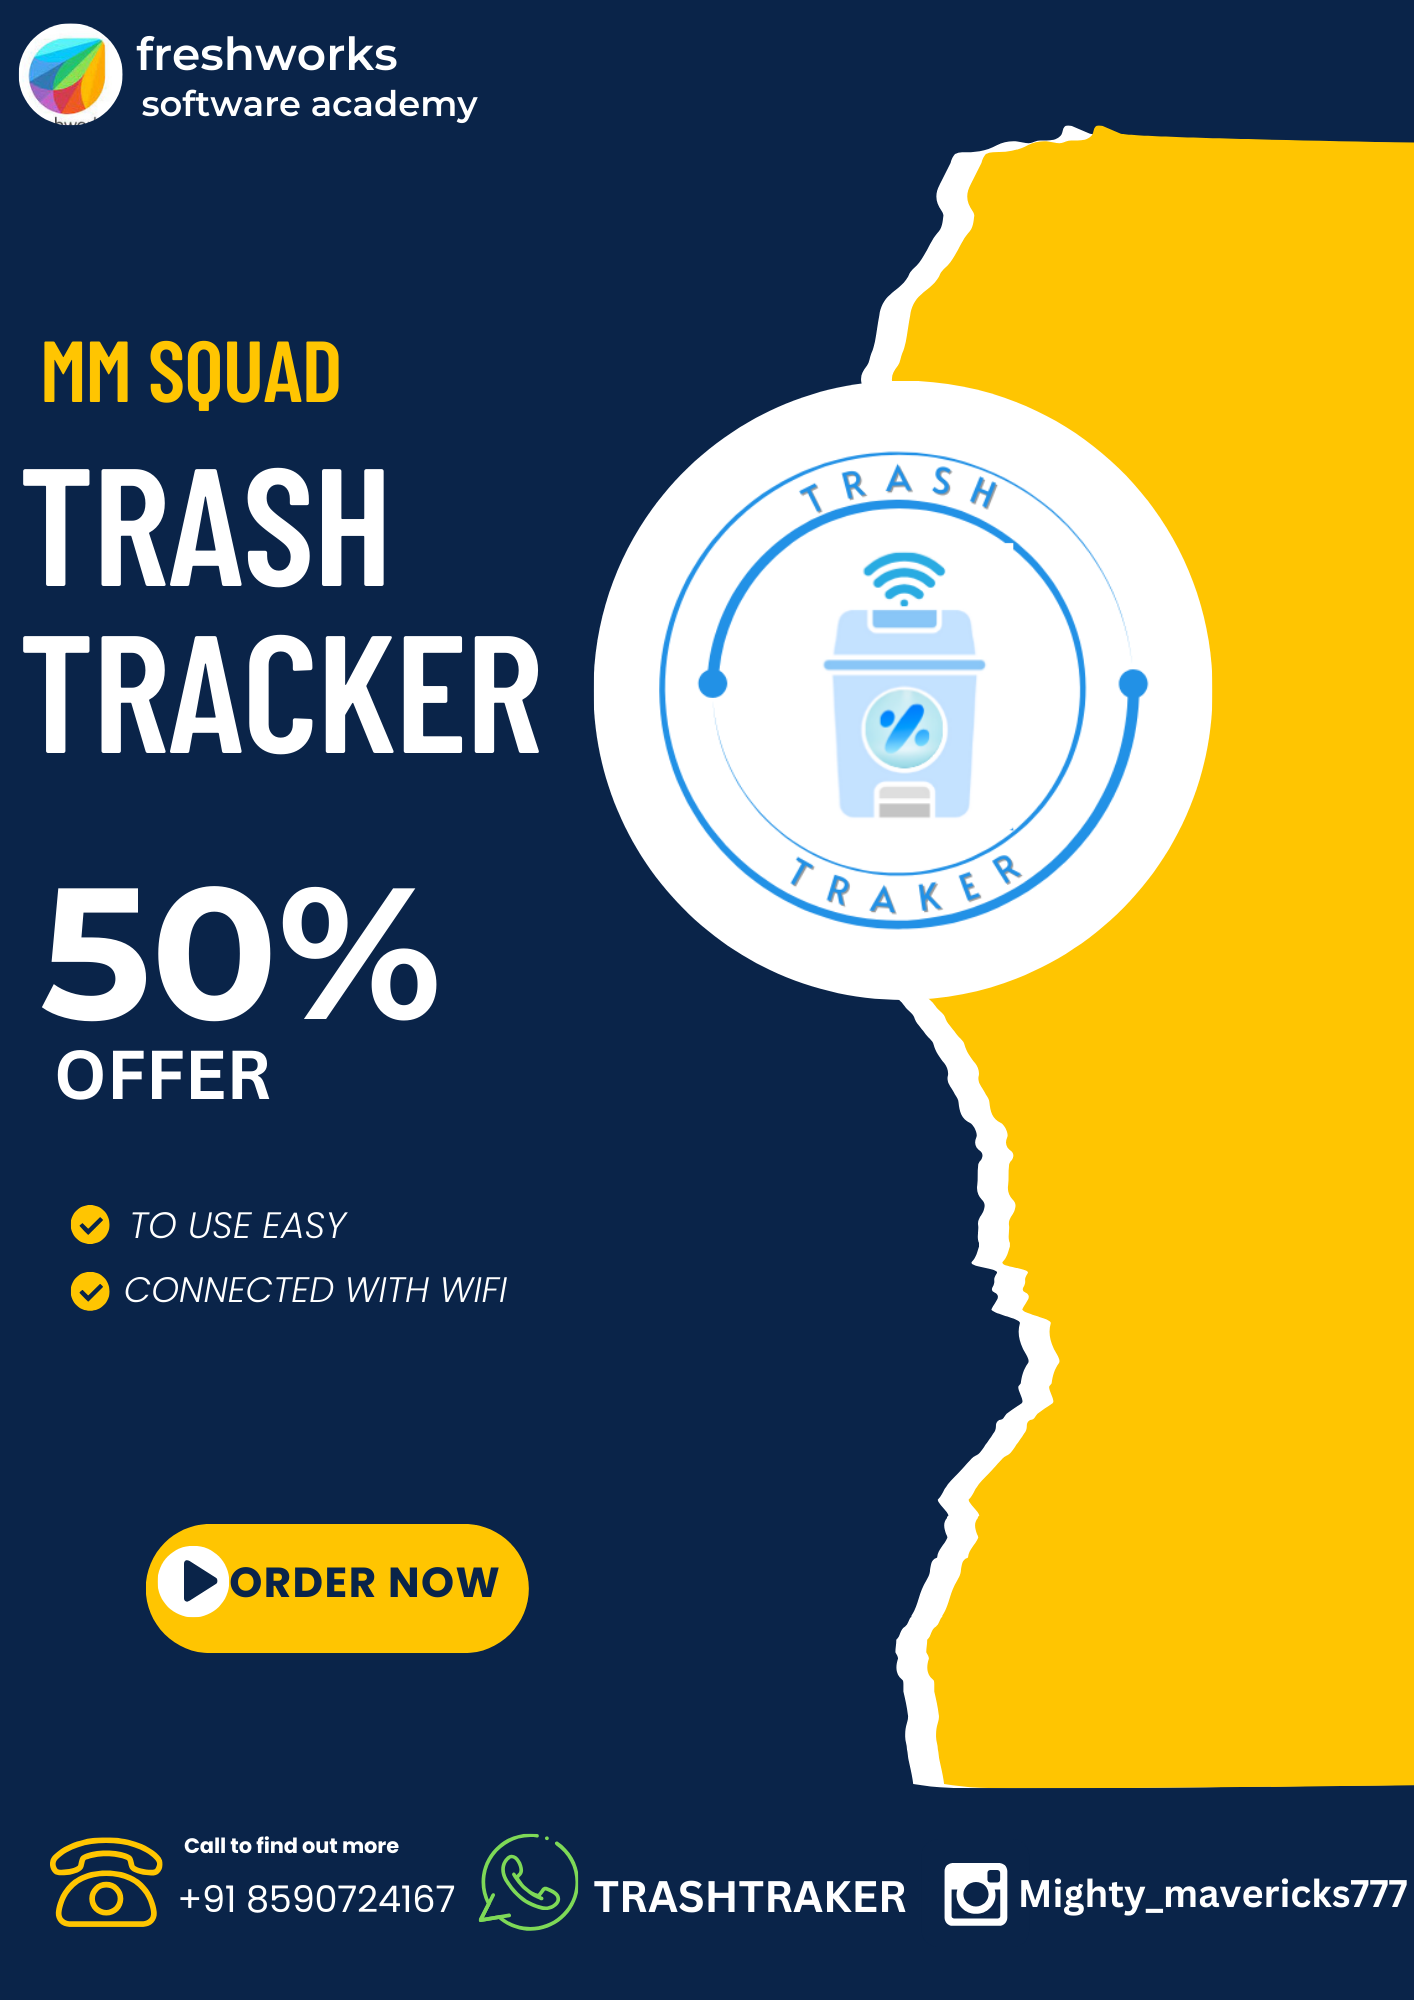 freshworks
software academy
MM SQUAD
TRASH
TRACKER
TRASH
TRAKER
50%
OFFER
TO USE EASY
CONNECTED WITH WIFI
ORDER NOW
Call to find out more
+91 8590724167
TRASHTRAKER
Mighty_mavericks777